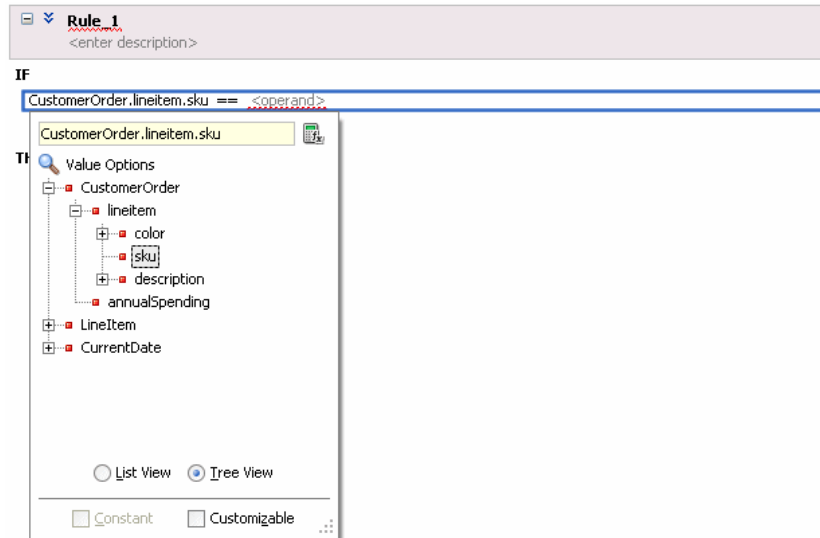 Rule_1
<enter description>
IF
CustomerOrder.lineitem.sku == <operand>
CustomerOrder.lineitem.sku
TH
Value Options
CustomerOrder
lineitem
color
sku
description
annualSpending
LineItem
CurrentDate
List View Tree View
Constant Customizable